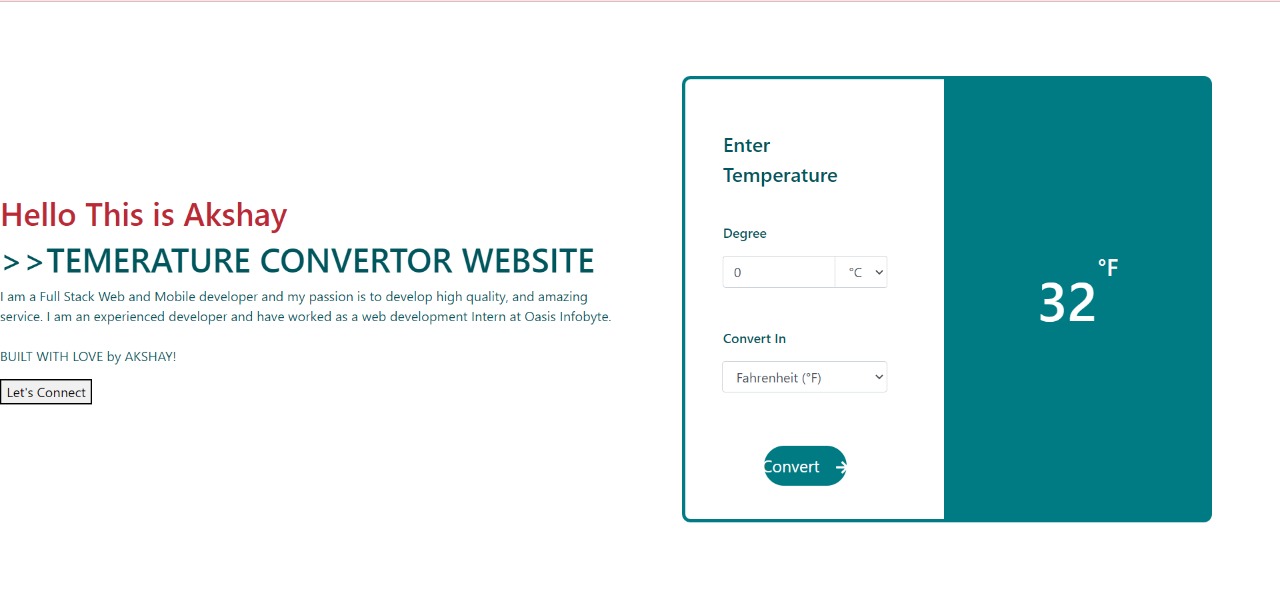 Hello This is Akshay
>>TEMERATURE CONVERTOR WEBSITE
I am a Full Stack Web and Mobile developer and my passion is to develop high quality, and amazing
service. I am an experienced developer and have worked as a web development Intern at Oasis Infobyte.
BUILT WITH LOVE by AKSHAY!
Let's Connect
Enter
Temperature
Degree
0 °C
Convert In
Fahrenheit (°F)
Convert →
32 °F